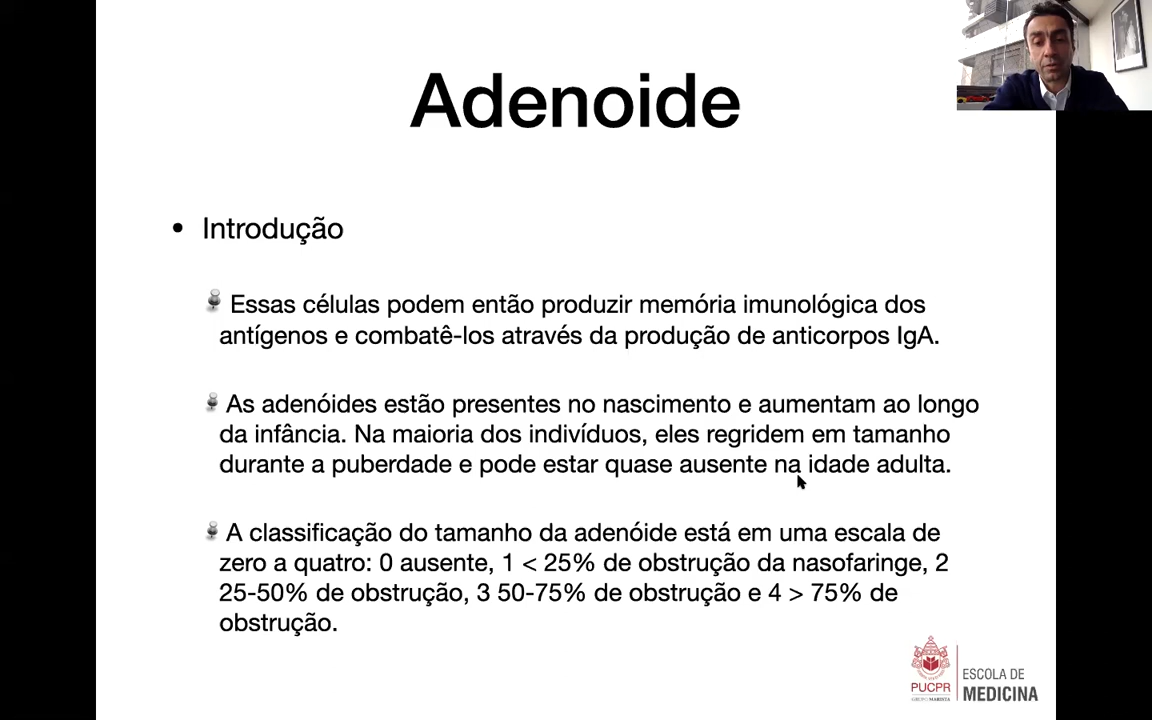 Adenoide
• Introdução
Essas células podem então produzir memória imunológica dos
antígenos e combatê-los através da produção de anticorpos IgA.
As adenóides estão presentes no nascimento e aumentam ao longo
da infância. Na maioria dos indivíduos, eles regridem em tamanho
durante a puberdade e pode estar quase ausente na idade adulta.
A classificação do tamanho da adenóide está em uma escala de
zero a quatro: 0 ausente, 1 < 25% de obstrução da nasofaringe, 2
25-50% de obstrução, 3 50-75% de obstrução e 4 > 75% de
obstrução.
PUCPR
GRUPO MARISTA
ESCOLA DE
MEDICINA